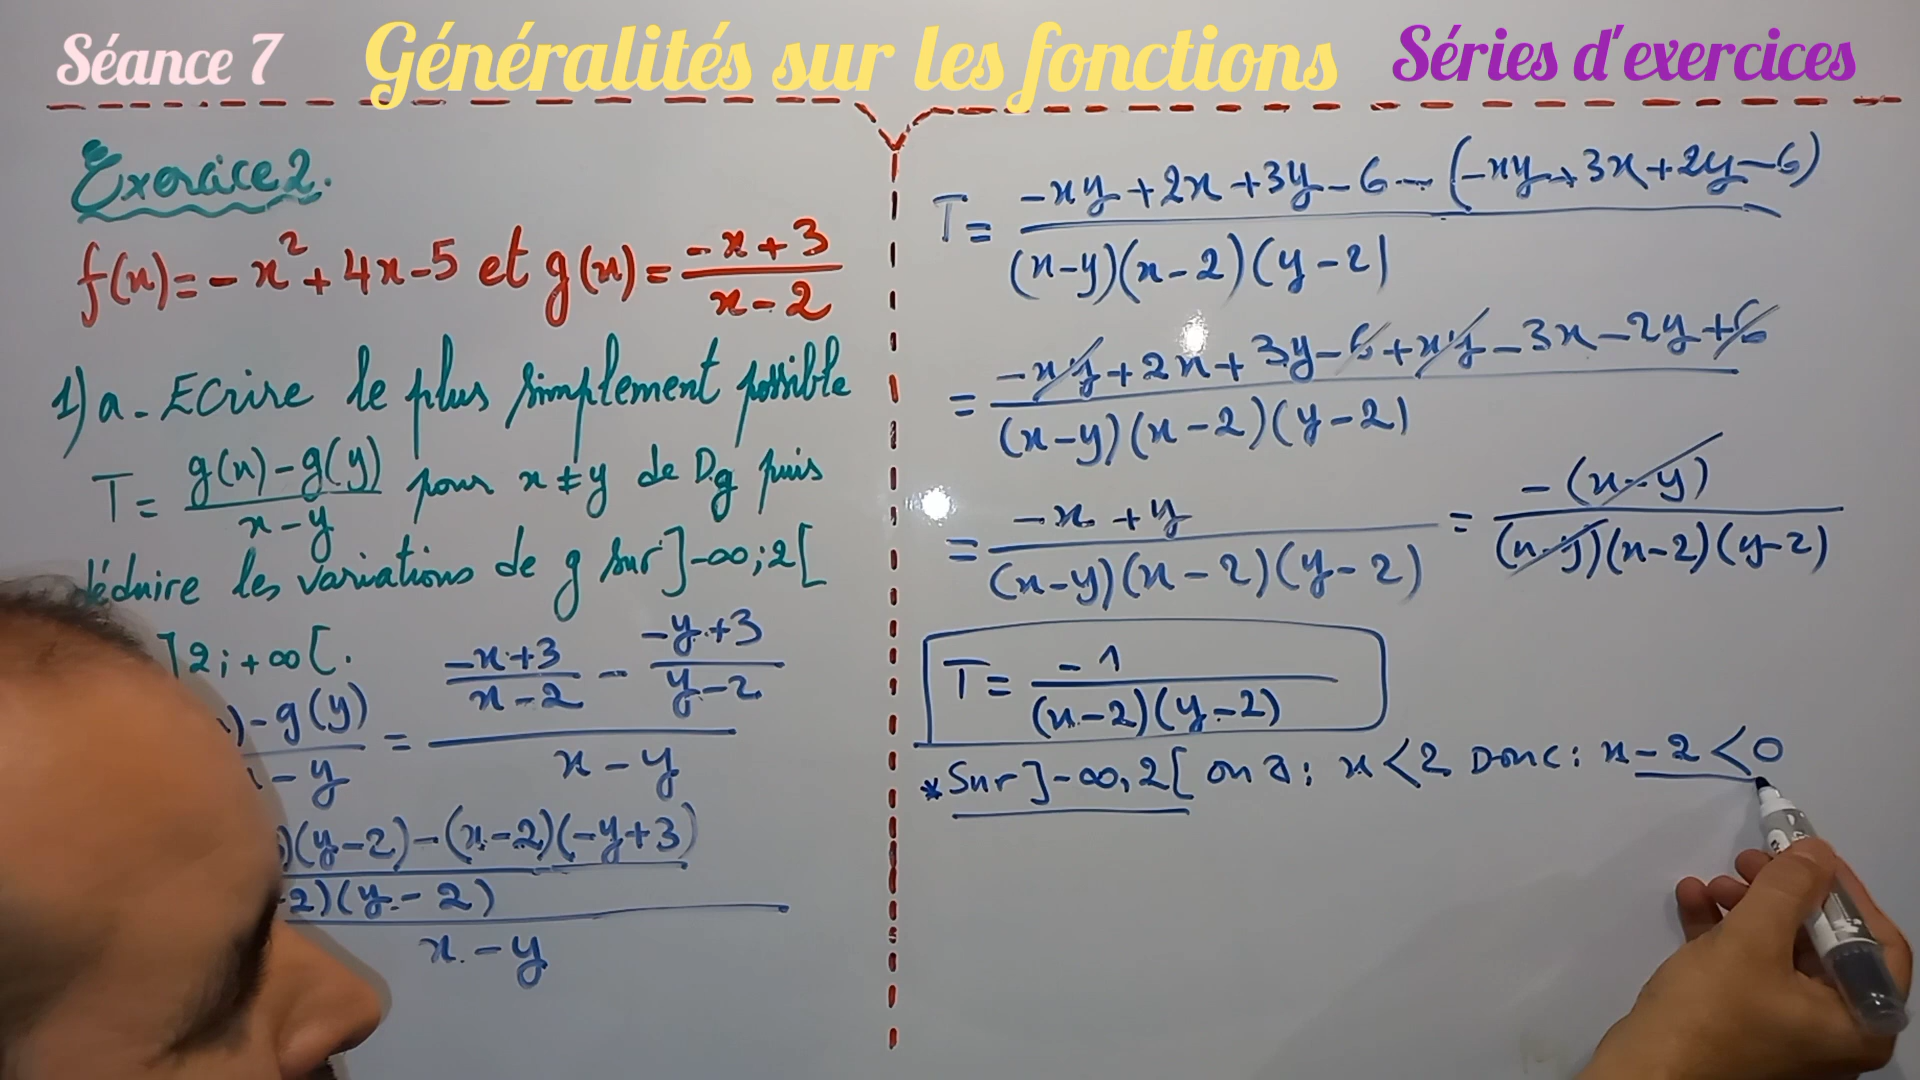 Séance 7 Généralités sur les fonctions Séries d'exercices
Exercice 2.
f(x) = -x² + 4x - 5 et g(x) = (-x+3)/(x-2)
1) a - Ecrire le plus simplement possible
T = (g(x) - g(y))/(x-y) pour x ≠ y de Dg puis
déduire les variations de g sur ]-∞;2[
]2;+∞[.
)-g(y)/-y = ((-x+3)/(x-2) - (-y+3)/(y-2))/(x-y)
)(y-2)-(x-2)(-y+3)
2)(y-2)
x-y
T = (-xy+2x+3y-6-(-xy+3x+2y-6))/((x-y)(x-2)(y-2))
= (-xy+2x+3y-6+xy-3x-2y+6)/((x-y)(x-2)(y-2))
= (-x+y)/((x-y)(x-2)(y-2)) = (-(x-y))/((x-y)(x-2)(y-2))
T = -1/((x-2)(y-2))
* Sur ]-∞,2[ on a : x<2 Donc : x-2<0